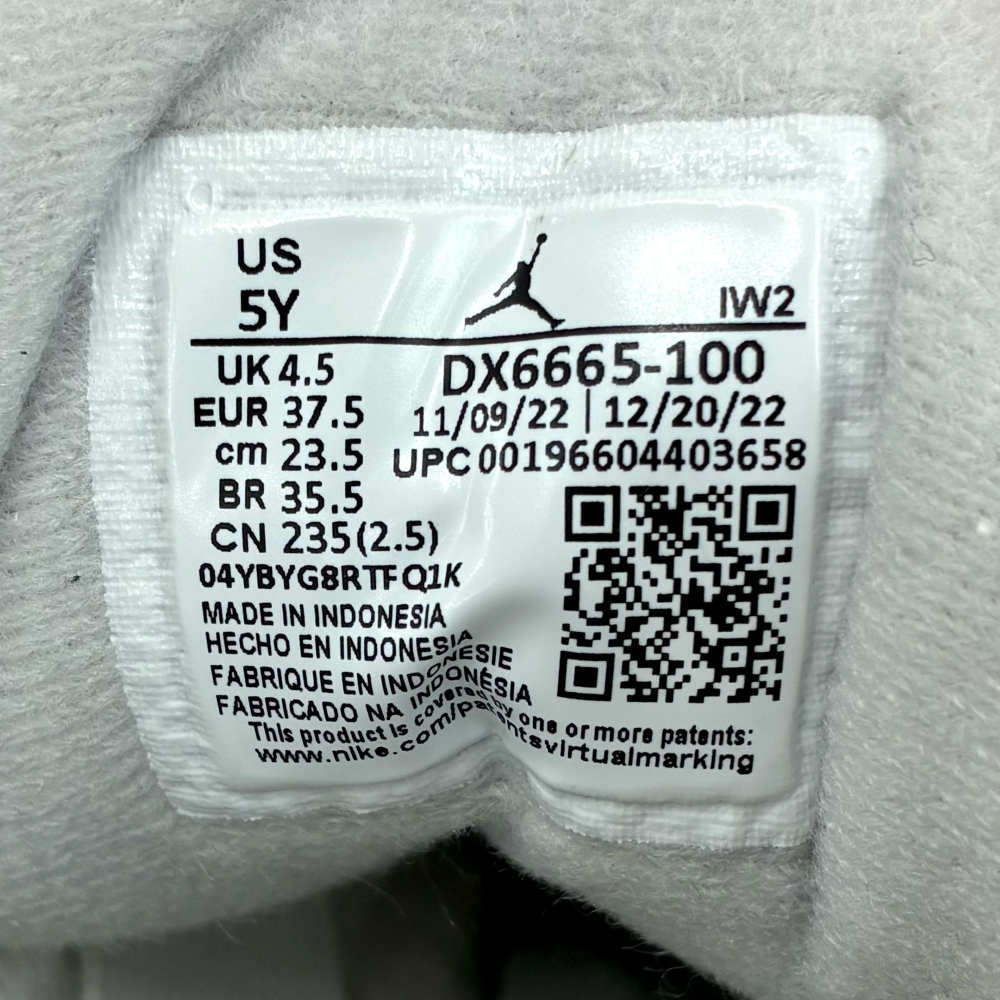 US
5Y
IW2
UK 4.5
EUR 37.5
cm 23.5
BR 35.5
CN 235(2.5)
DX6665-100
11/09/22 | 12/20/22
UPC 00196604403658
04YBYG8RTFQ1K
MADE IN INDONESIA
HECHO EN INDONESIA
FABRIQUE EN INDONESIE
FABRICADO NA INDONÉSIA
This product is covered by one or more patents:
www.nike.com/patentsvirtualmarking